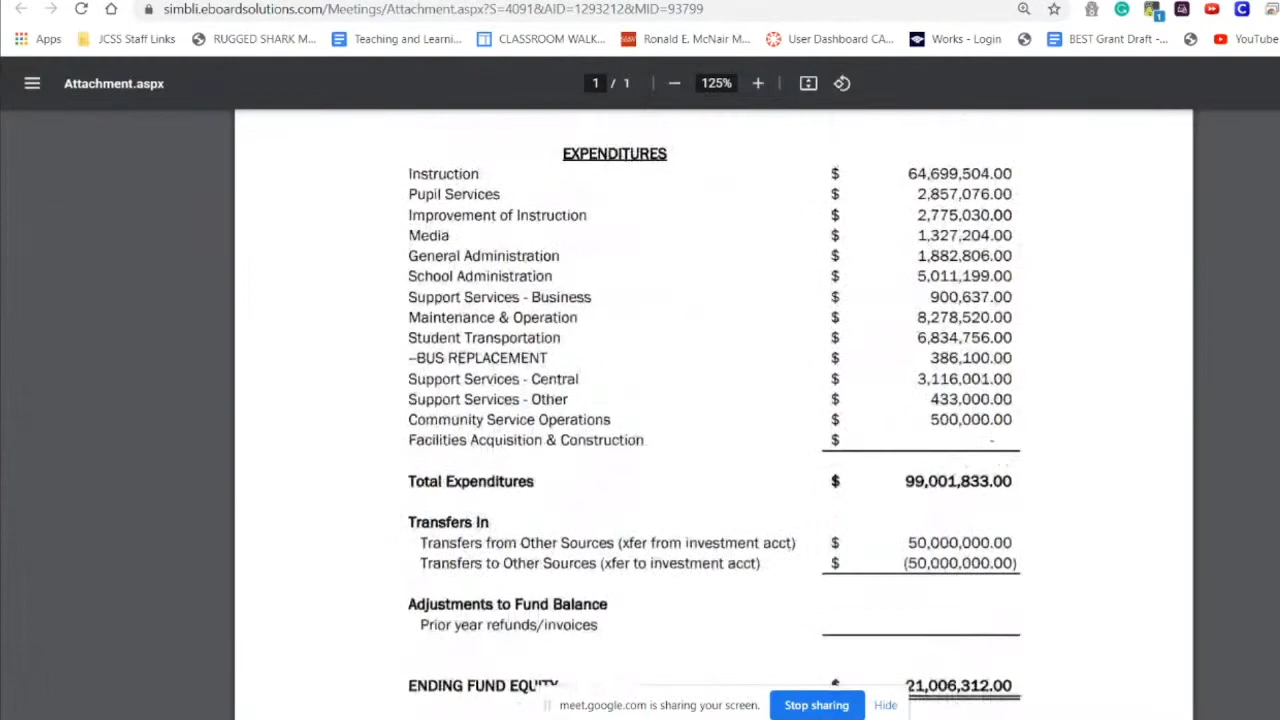 simbli.eboardsolutions.com/Meetings/Attachment.aspx?S=4091&AID=1293212&MID=93799
Apps JCSS Staff Links RUGGED SHARK M... Teaching and Learni... CLASSROOM WALK... Ronald E. McNair M... User Dashboard CA... Works - Login BEST Grant Draft -... YouTube
Attachment.aspx 1 / 1 125%
EXPENDITURES
Instruction $ 64,699,504.00
Pupil Services $ 2,857,076.00
Improvement of Instruction $ 2,775,030.00
Media $ 1,327,204.00
General Administration $ 1,882,806.00
School Administration $ 5,011,199.00
Support Services - Business $ 900,637.00
Maintenance & Operation $ 8,278,520.00
Student Transportation $ 6,834,756.00
--BUS REPLACEMENT $ 386,100.00
Support Services - Central $ 3,116,001.00
Support Services - Other $ 433,000.00
Community Service Operations $ 500,000.00
Facilities Acquisition & Construction $ -
Total Expenditures $ 99,001,833.00
Transfers In
Transfers from Other Sources (xfer from investment acct) $ 50,000,000.00
Transfers to Other Sources (xfer to investment acct) $ (50,000,000.00)
Adjustments to Fund Balance
Prior year refunds/invoices
ENDING FUND EQUITY $ 21,006,312.00
meet.google.com is sharing your screen. Stop sharing Hide